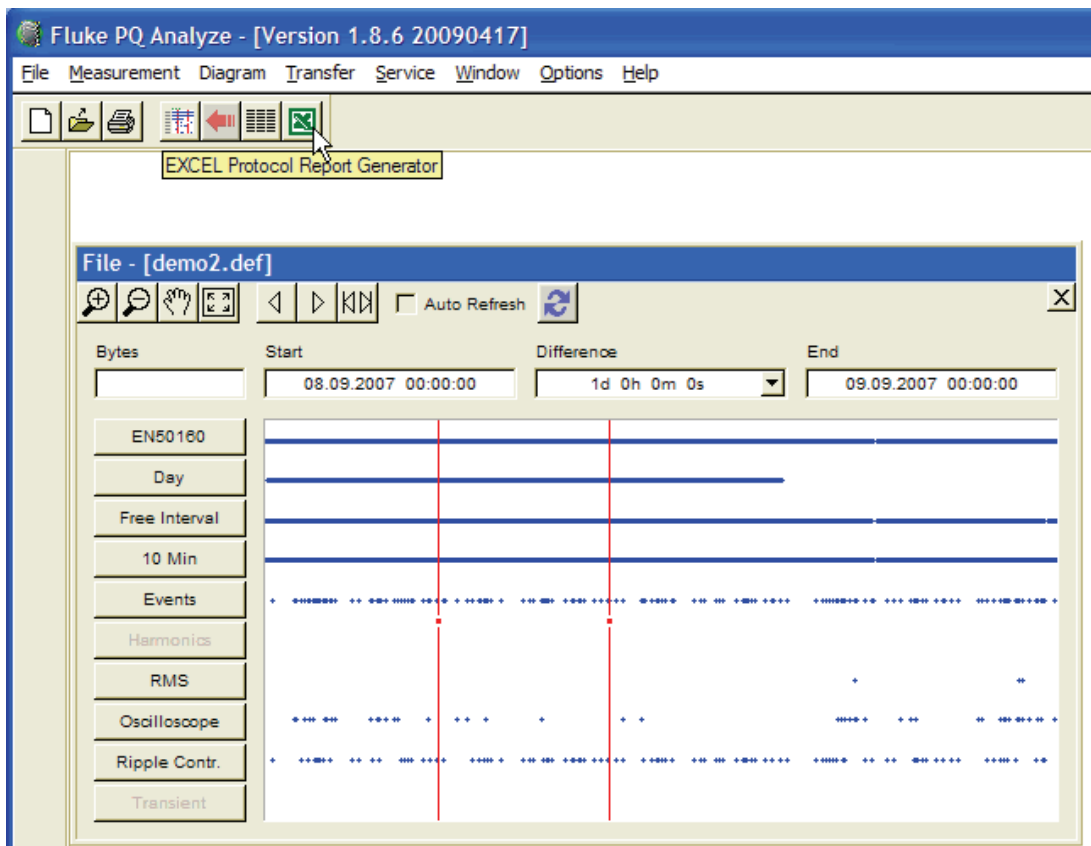 Fluke PQ Analyze - [Version 1.8.6 20090417]
File Measurement Diagram Transfer Service Window Options Help
EXCEL Protocol Report Generator
File - [demo2.def]
Auto Refresh
Bytes Start Difference End
08.09.2007 00:00:00 1d 0h 0m 0s 09.09.2007 00:00:00
EN50160
Day
Free Interval
10 Min
Events
Harmonics
RMS
Oscilloscope
Ripple Contr.
Transient